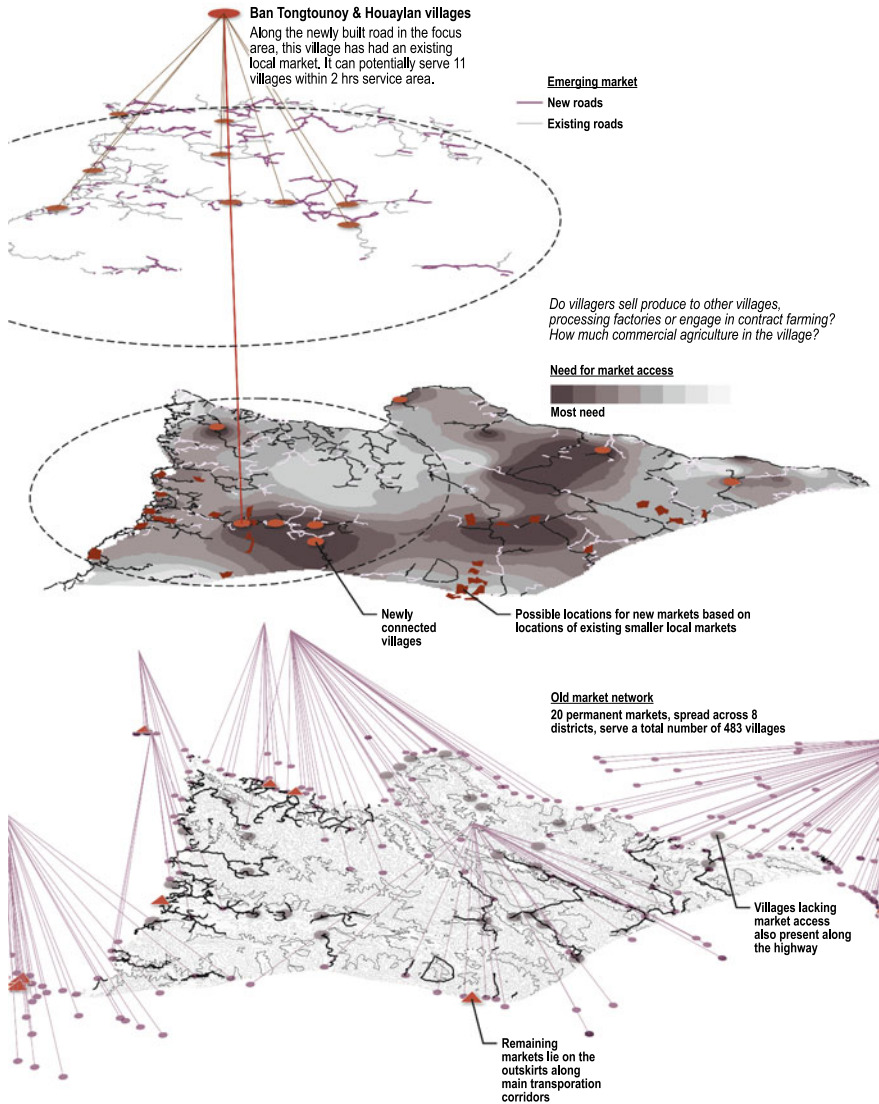 Ban Tongtounoy & Houaylan villages
Along the newly built road in the focus
area, this village has had an existing
local market. It can potentially serve 11
villages within 2 hrs service area.
Emerging market
New roads
Existing roads
Do villagers sell produce to other villages,
processing factories or engage in contract farming?
How much commercial agriculture in the village?
Need for market access
Most need
Newly
connected
villages
Possible locations for new markets based on
locations of existing smaller local markets
Old market network
20 permanent markets, spread across 8
districts, serve a total number of 483 villages
Villages lacking
market access
also present along
the highway
Remaining
markets lie on the
outskirts along
main transporation
corridors